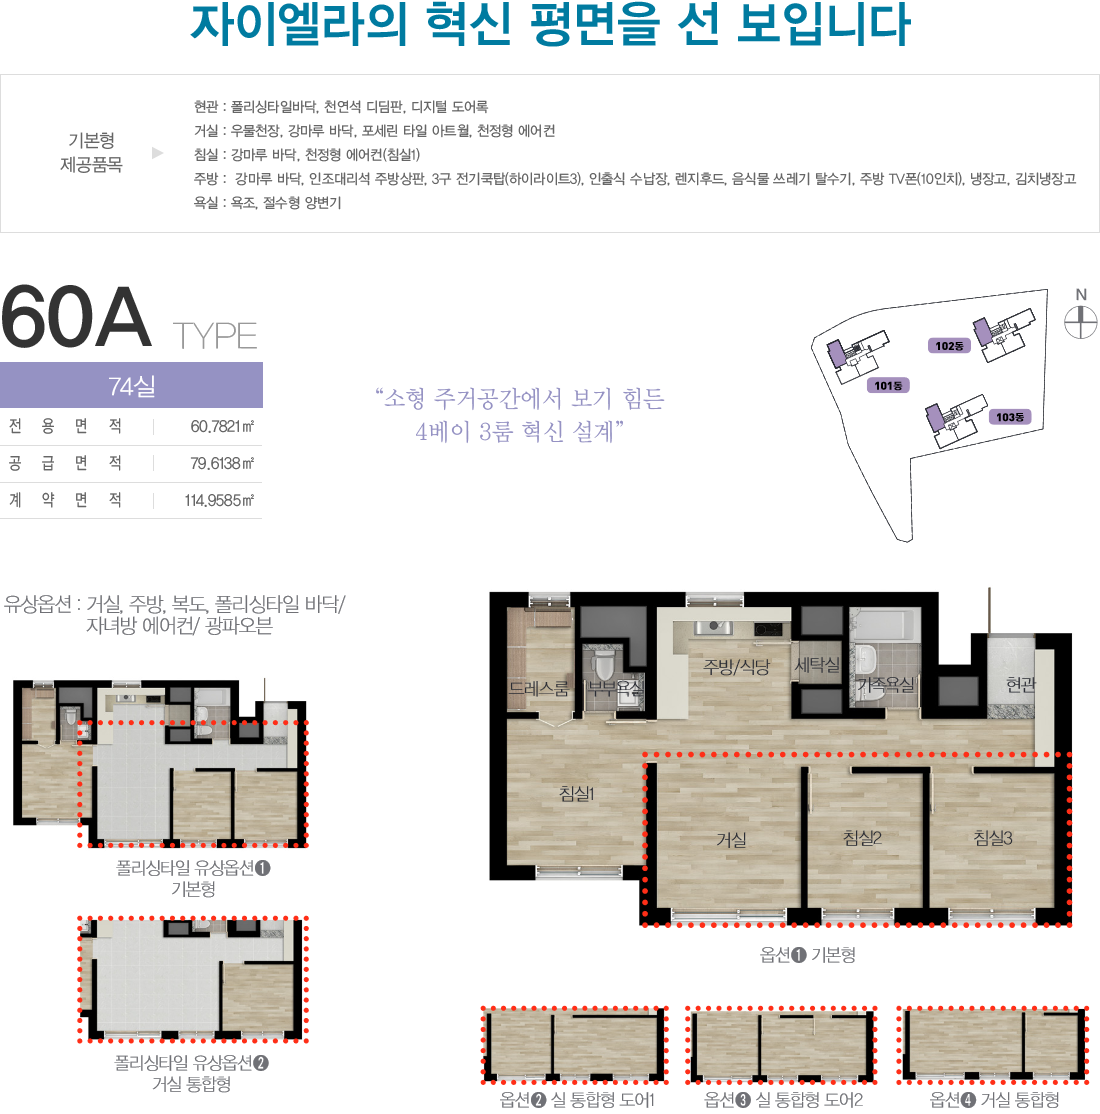 자이엘라의 혁신 평면을 선 보입니다
기본형
제공품목
현관 : 폴리싱타일바닥, 천연석 디딤판, 디지털 도어록
거실 : 우물천장, 강마루 바닥, 포세린 타일 아트월, 천정형 에어컨
침실 : 강마루 바닥, 천정형 에어컨(침실1)
주방 : 강마루 바닥, 인조대리석 주방상판, 3구 전기쿡탑(하이라이트3), 인출식 수납장, 렌지후드, 음식물 쓰레기 탈수기, 주방 TV폰(10인치), 냉장고, 김치냉장고
욕실 : 욕조, 절수형 양변기
60A TYPE
74실
전용면적 60.7821㎡
공급면적 79.6138㎡
계약면적 114.9585㎡
“소형 주거공간에서 보기 힘든
4베이 3룸 혁신 설계”
N
102동
101동
103동
유상옵션 : 거실, 주방, 복도, 폴리싱타일 바닥/
자녀방 에어컨/ 광파오븐
폴리싱타일 유상옵션❶
기본형
폴리싱타일 유상옵션❷
거실 통합형
드레스룸
부부욕실
주방/식당
세탁실
가족욕실
현관
침실1
거실
침실2
침실3
옵션❶ 기본형
옵션❷ 실 통합형 도어1
옵션❸ 실 통합형 도어2
옵션❹ 거실 통합형